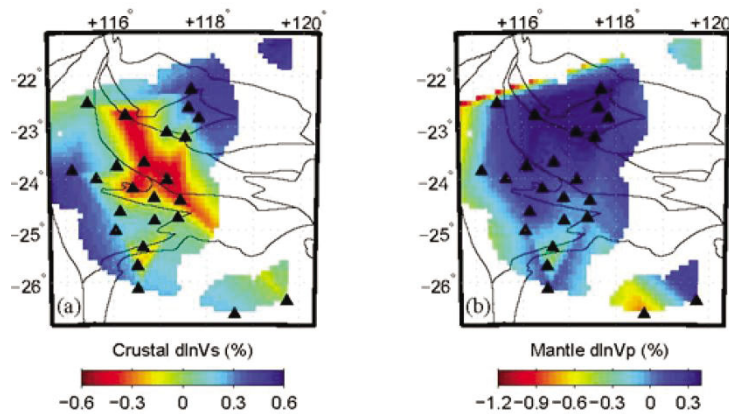 +116° +118° +120° +116° +118° +120°
-22° -22°
-23° -23°
-24° -24°
-25° -25°
-26° -26°
(a) (b)
Crustal dlnVs (%) Mantle dlnVp (%)
-0.6 -0.3 0 0.3 0.6 -1.2 -0.9 -0.6 -0.3 0 0.3